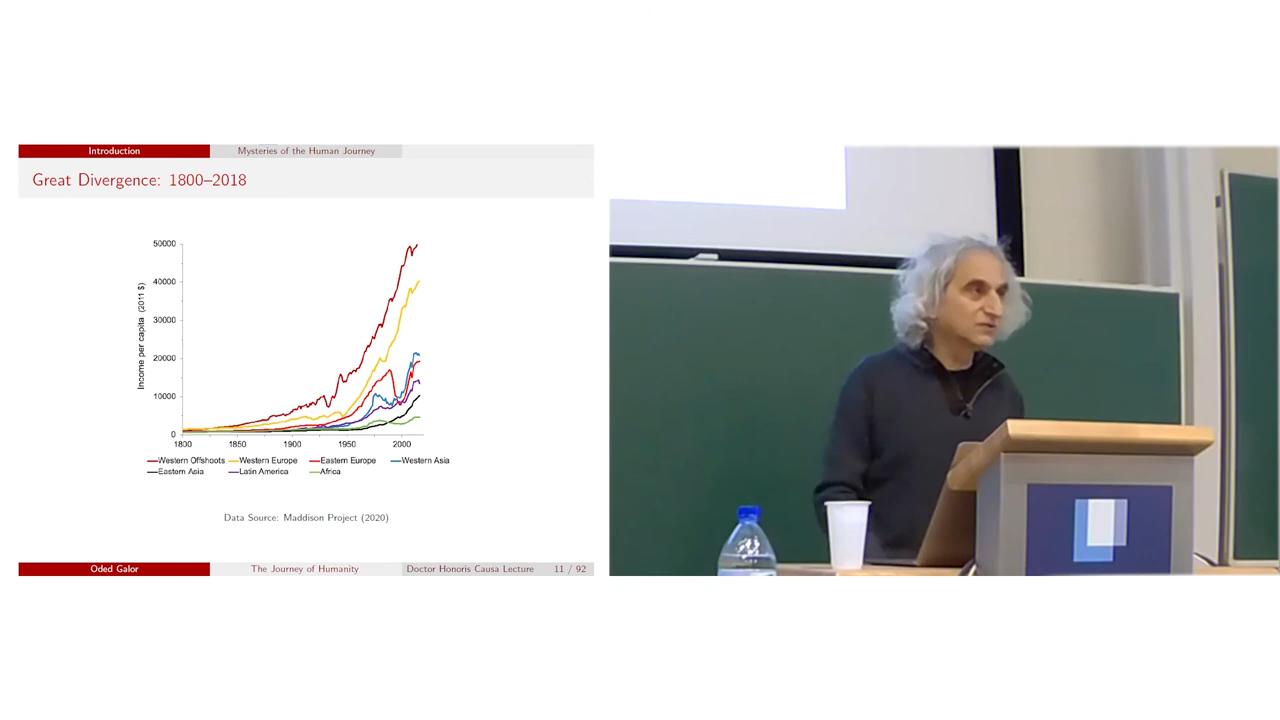 Introduction
Mysteries of the Human Journey
Great Divergence: 1800–2018
50000
40000
30000
20000
10000
0
Income per capita (2011 $)
1800
1850
1900
1950
2000
Western Offshoots
Western Europe
Eastern Europe
Western Asia
Eastern Asia
Latin America
Africa
Data Source: Maddison Project (2020)
Oded Galor
The Journey of Humanity
Doctor Honoris Causa Lecture
11 / 92